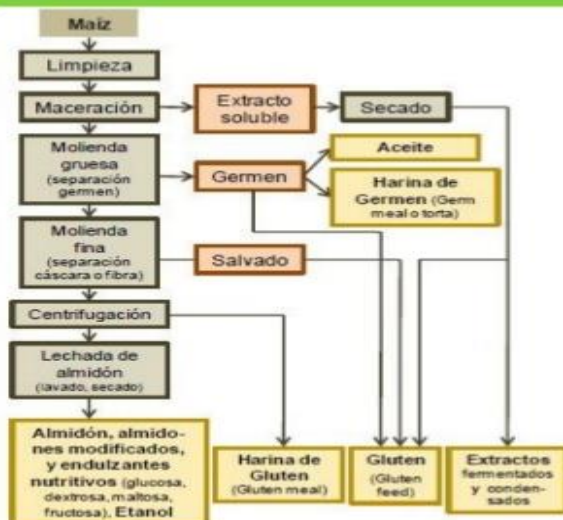 Maíz
Limpieza
Maceración
Extracto
soluble
Secado
Molienda
gruesa
(separación
germen)
Germen
Aceite
Harina de
Germen (Germ
meal o torta)
Molienda
fina
(separación
cáscara o fibra)
Salvado
Centrifugación
Lechada de
almidón
(lavado, secado)
Almidón, almido-
nes modificados,
y endulzantes
nutritivos (glucosa,
dextrosa, maltosa,
fructosa), Etanol
Harina de
Gluten
(Gluten meal)
Gluten
(Gluten
feed)
Extractos
fermentados
y conden-
sados